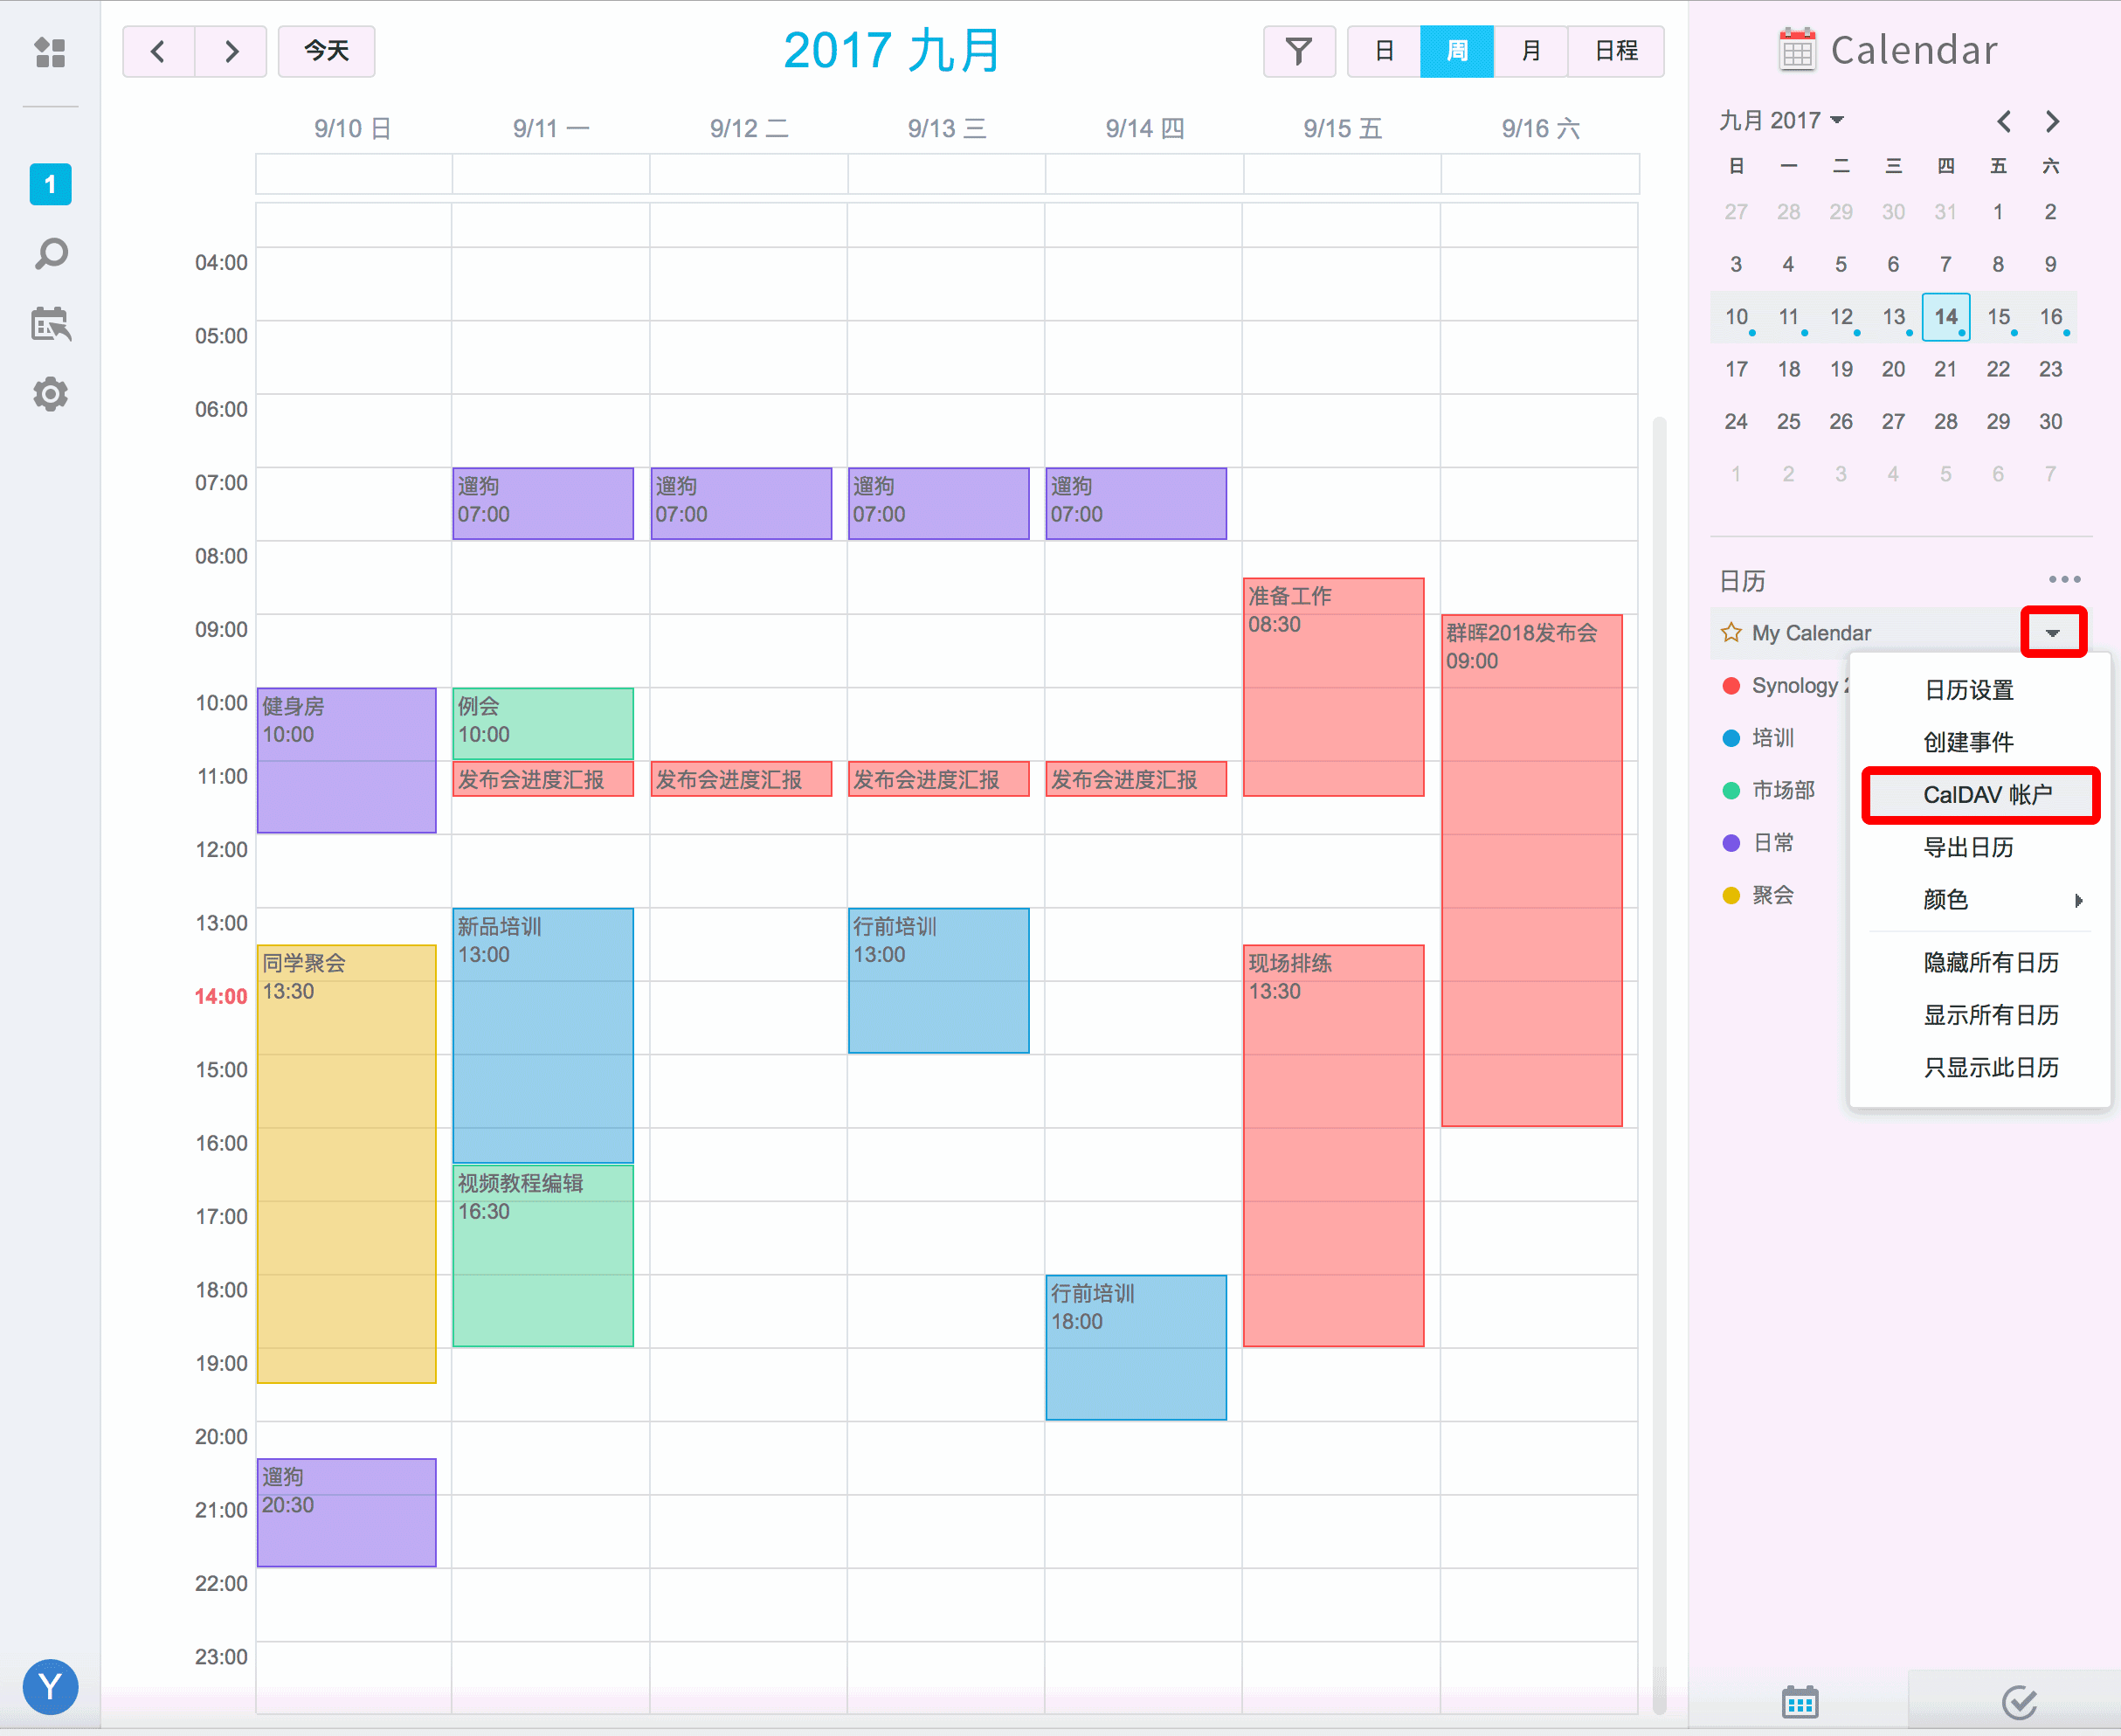 今天
2017 九月
日
周
月
日程
Calendar
1
9/10 日
9/11 一
9/12 二
9/13 三
9/14 四
9/15 五
9/16 六
04:00
05:00
06:00
07:00
08:00
09:00
10:00
11:00
12:00
13:00
14:00
15:00
16:00
17:00
18:00
19:00
20:00
21:00
22:00
23:00
健身房
10:00
同学聚会
13:30
遛狗
20:30
遛狗
07:00
例会
10:00
发布会进度汇报
新品培训
13:00
视频教程编辑
16:30
遛狗
07:00
发布会进度汇报
遛狗
07:00
发布会进度汇报
行前培训
13:00
遛狗
07:00
发布会进度汇报
行前培训
18:00
准备工作
08:30
现场排练
13:30
群晖2018发布会
09:00
九月 2017
日 一 二 三 四 五 六
27 28 29 30 31 1 2
3 4 5 6 7 8 9
10 11 12 13 14 15 16
17 18 19 20 21 22 23
24 25 26 27 28 29 30
1 2 3 4 5 6 7
日历
My Calendar
Synology
培训
市场部
日常
聚会
日历设置
创建事件
CalDAV 帐户
导出日历
颜色
隐藏所有日历
显示所有日历
只显示此日历
Y